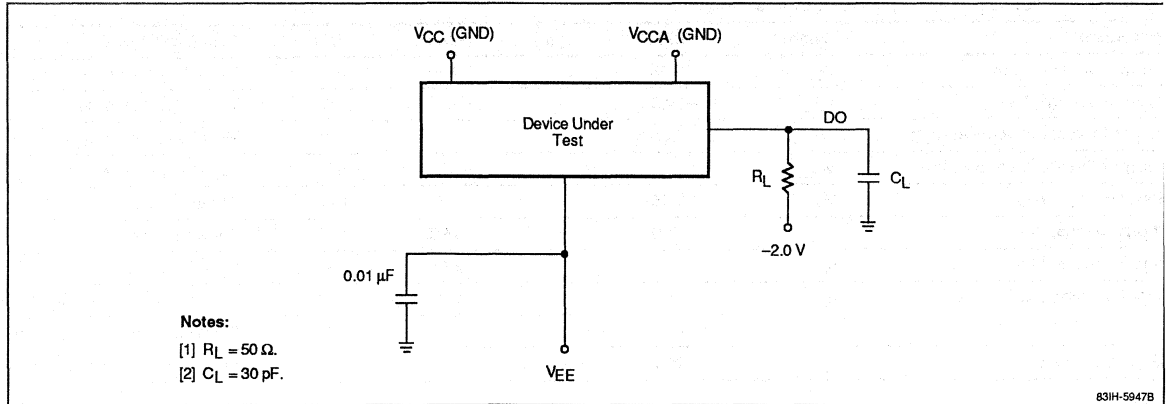 VCC (GND)
VCCA (GND)
Device Under
Test
DO
RL
CL
–2.0 V
0.01 μF
VEE
Notes:
[1] RL = 50 Ω.
[2] CL = 30 pF.
83IH-5947B